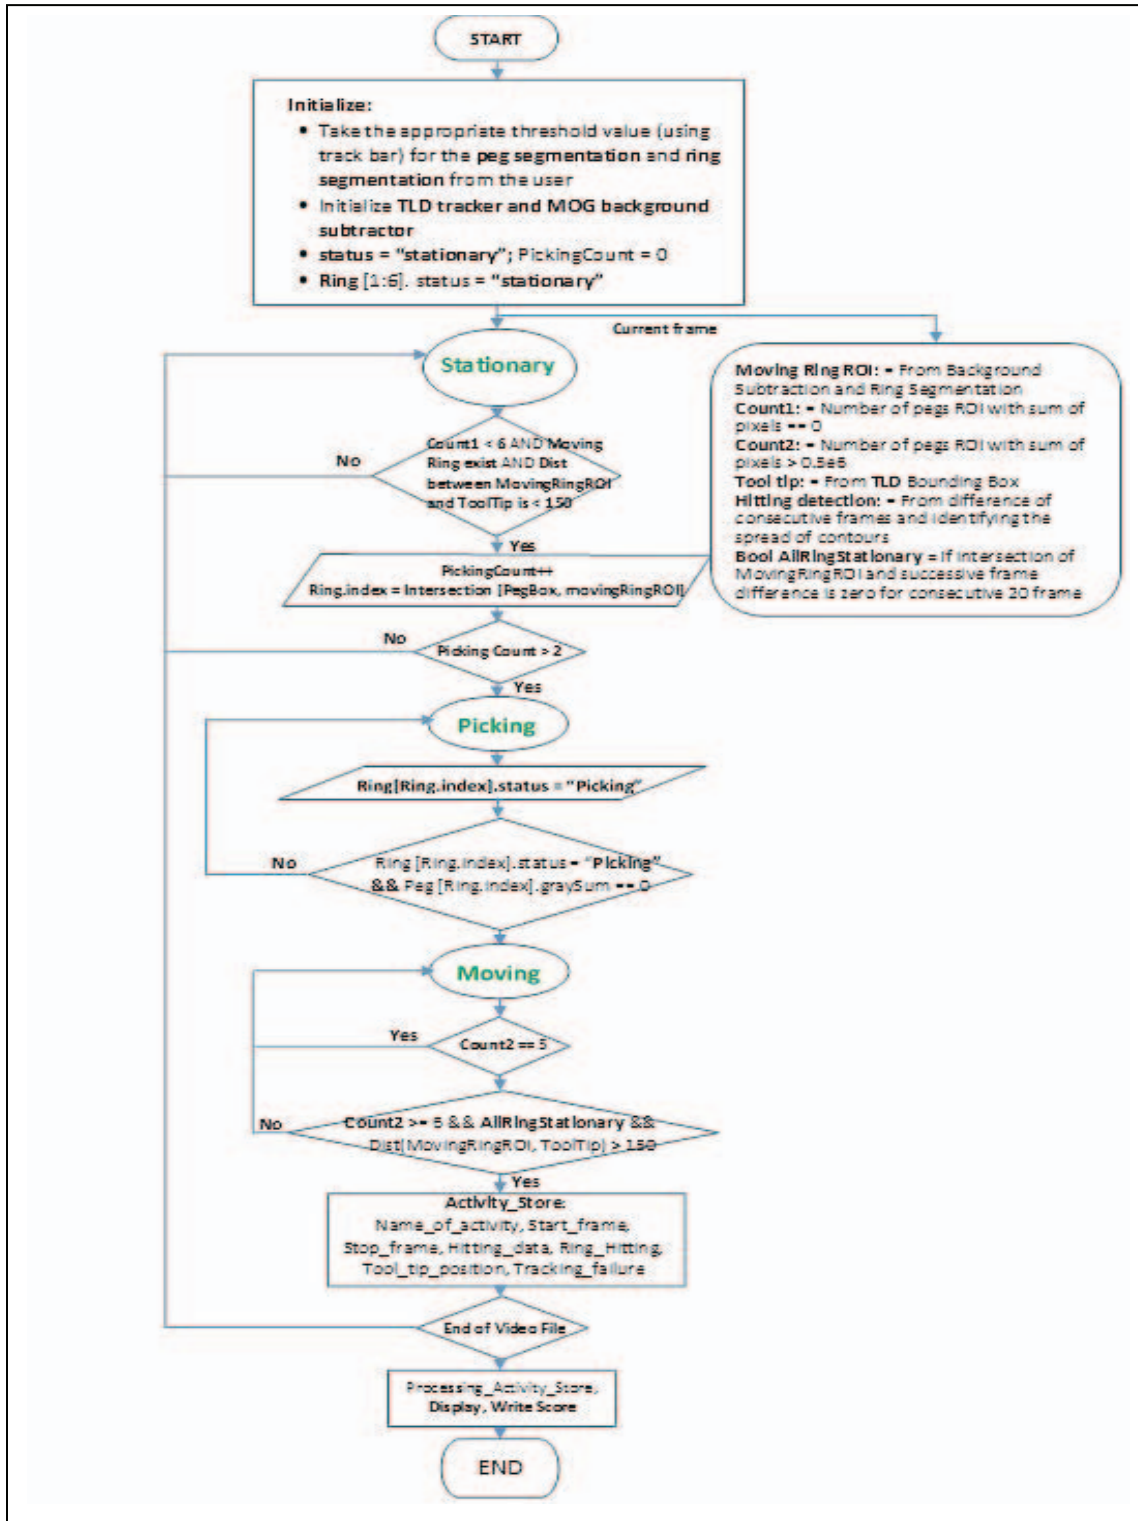 START
Initialize:
• Take the appropriate threshold value (using
track bar) for the peg segmentation and ring
segmentation from the user
• Initialize TLD tracker and MOG background
subtractor
• status = “stationary”; PickingCount = 0
• Ring [1:6]. status = “stationary”
Current frame
Stationary
Moving Ring ROI: = From Background
Subtraction and Ring Segmentation
Count1: = Number of pegs ROI with sum of
pixels == 0
Count2: = Number of pegs ROI with sum of
pixels > 0.5e6
Tool tip: = From TLD Bounding Box
Hitting detection: = From difference of
consecutive frames and identifying the
spread of contours
Bool AllRingStationary = If intersection of
MovingRingROI and successive frame
difference is zero for consecutive 20 frame
Count1 < 6 AND Moving
Ring exist AND Dist
between MovingRingROI
and ToolTip is < 150
No
Yes
PickingCount++
Ring.index = Intersection [PegBox, movingRingROI]
No
Picking Count > 2
Yes
Picking
Ring[Ring.index].status = “Picking”
No
Ring [Ring.index].status = “Picking”
&& Peg [Ring.index].graySum == 0
Moving
Yes
Count2 == 5
No
Count2 >= 5 && AllRingStationary &&
Dist(MovingRingROI, ToolTip) > 150
Yes
Activity_Store:
Name_of_activity, Start_frame,
Stop_frame, Hitting_data, Ring_Hitting,
Tool_tip_position, Tracking_failure
End of Video File
Processing_Activity_Store,
Display, Write Score
END